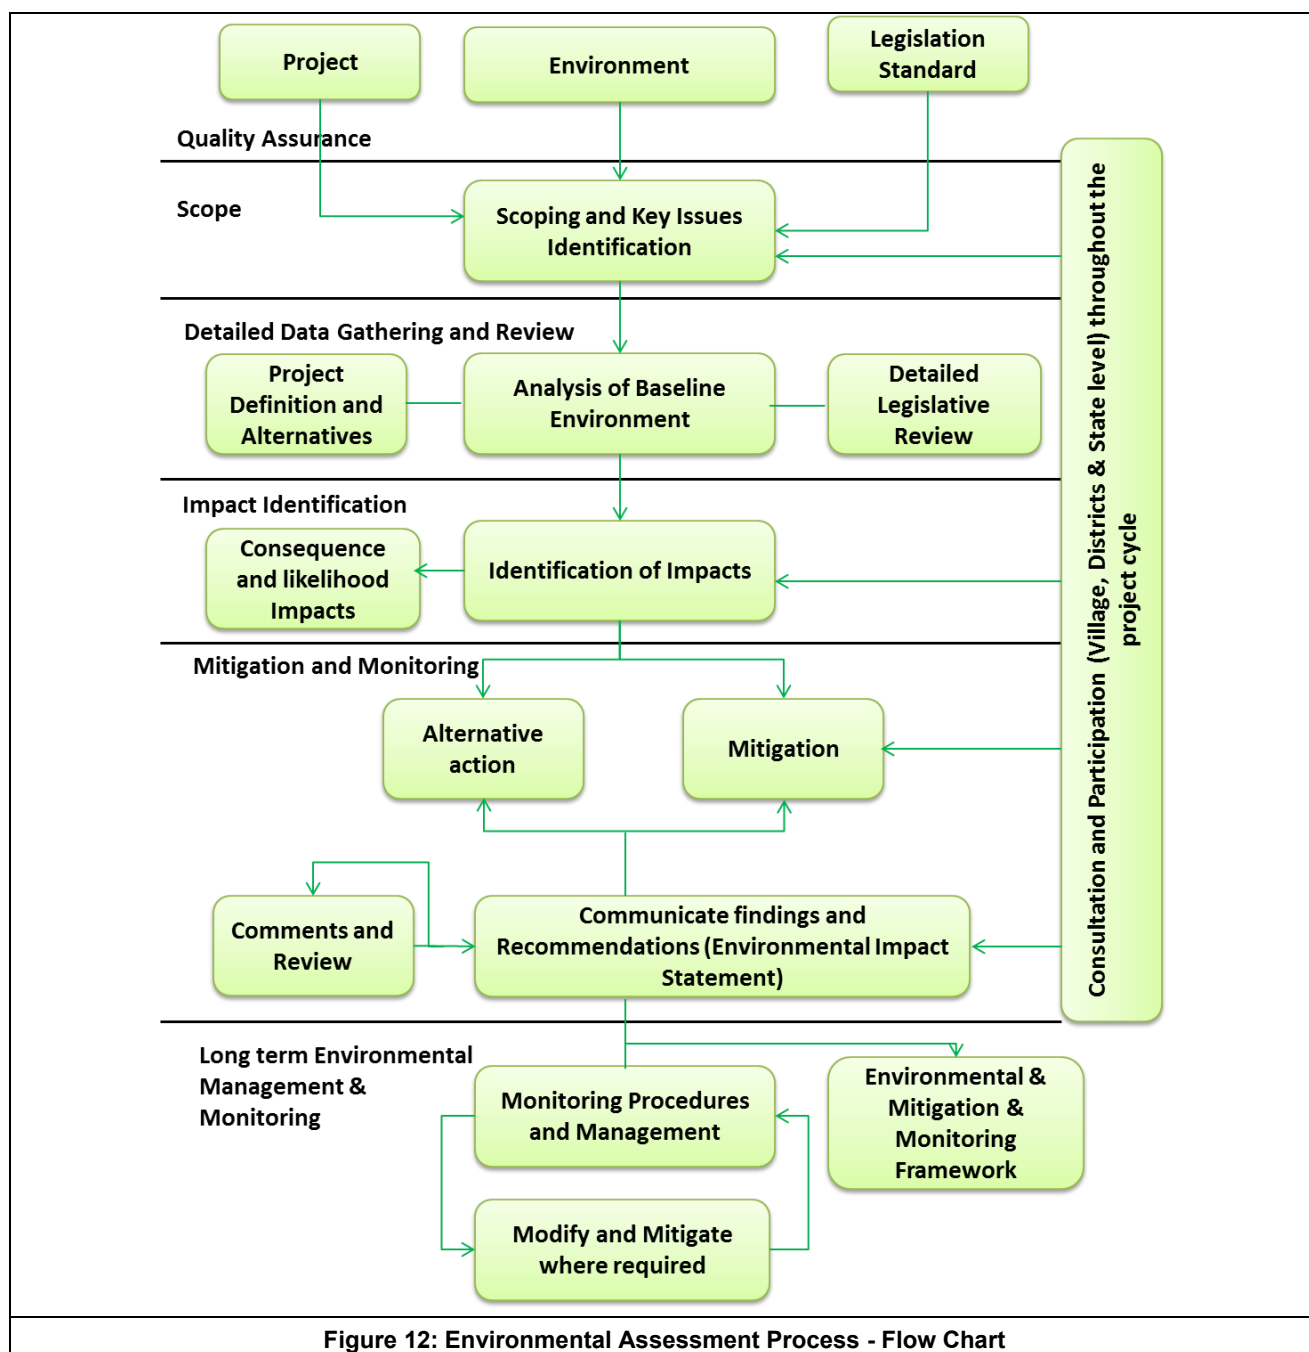 Project
Environment
Legislation
Standard
Quality Assurance
Scope
Scoping and Key Issues
Identification
Detailed Data Gathering and Review
Project
Definition and
Alternatives
Analysis of Baseline
Environment
Detailed
Legislative
Review
Impact Identification
Consequence
and likelihood
Impacts
Identification of Impacts
Mitigation and Monitoring
Alternative
action
Mitigation
Comments and
Review
Communicate findings and
Recommendations (Environmental Impact
Statement)
Consultation and Participation (Village, Districts & State level) throughout the
project cycle
Long term Environmental
Management &
Monitoring
Monitoring Procedures
and Management
Environmental &
Mitigation &
Monitoring
Framework
Modify and Mitigate
where required
Figure 12: Environmental Assessment Process - Flow Chart